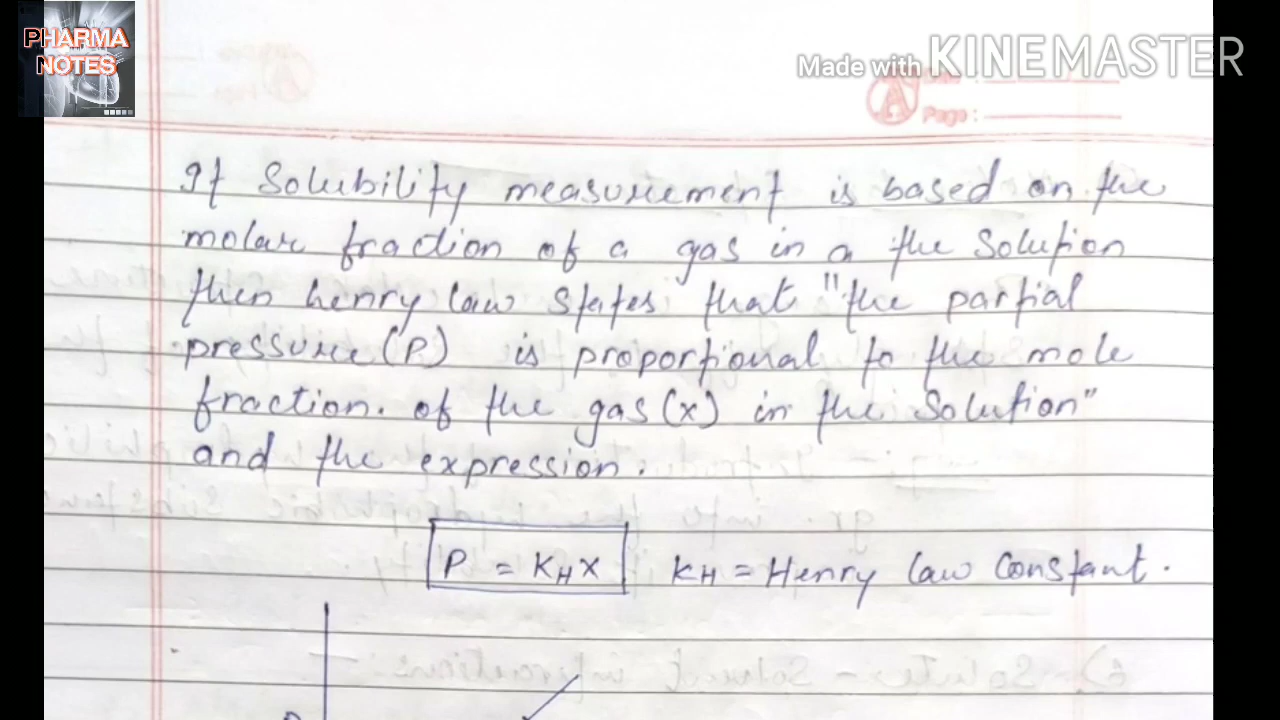 PHARMA
NOTES
Made with KINEMASTER
Page:
If Solubility measurement is based on the
molar fraction of a gas in a the Solution
then henry law states that "the partial
pressure (P) is proportional to the mole
fraction. of the gas (x) in the Solution"
and the expression.
P = KHX KH = Henry law Constant.